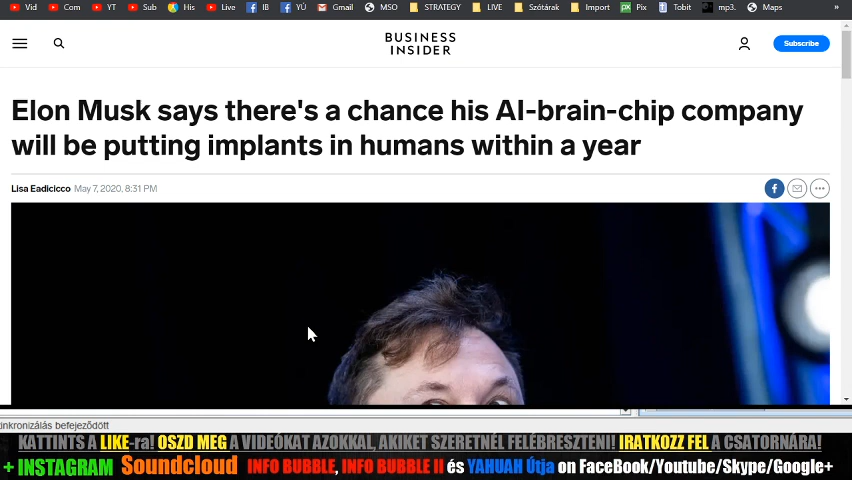 Vid Com YT Sub His Live IB YÚ Gmail MSO STRATEGY LIVE Szótárak Import Pix Tobit mp3. Maps »
BUSINESS
INSIDER
Subscribe
Elon Musk says there's a chance his AI-brain-chip company
will be putting implants in humans within a year
Lisa Eadicicco May 7, 2020, 8:31 PM
inkronizálás befejeződött
KATTINTS A LIKE-ra! OSZD MEG A VIDEÓKAT AZOKKAL, AKIKET SZERETNÉL FELÉBRESZTENI! IRATKOZZ FEL A CSATORNÁRA!
+ INSTAGRAM Soundcloud INFO BUBBLE, INFO BUBBLE II és YAHUAH Útja on FaceBook/Youtube/Skype/Google+